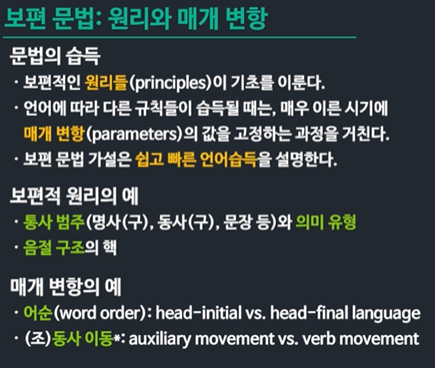 보편 문법: 원리와 매개 변항
문법의 습득
· 보편적인 원리들(principles)이 기초를 이룬다.
· 언어에 따라 다른 규칙들이 습득될 때는, 매우 이른 시기에
매개 변항(parameters)의 값을 고정하는 과정을 거친다.
· 보편 문법 가설은 쉽고 빠른 언어습득을 설명한다.
보편적 원리의 예
· 통사 범주(명사(구), 동사(구), 문장 등)와 의미 유형
· 음절 구조의 핵
매개 변항의 예
· 어순(word order): head-initial vs. head-final language
· (조)동사 이동*: auxiliary movement vs. verb movement